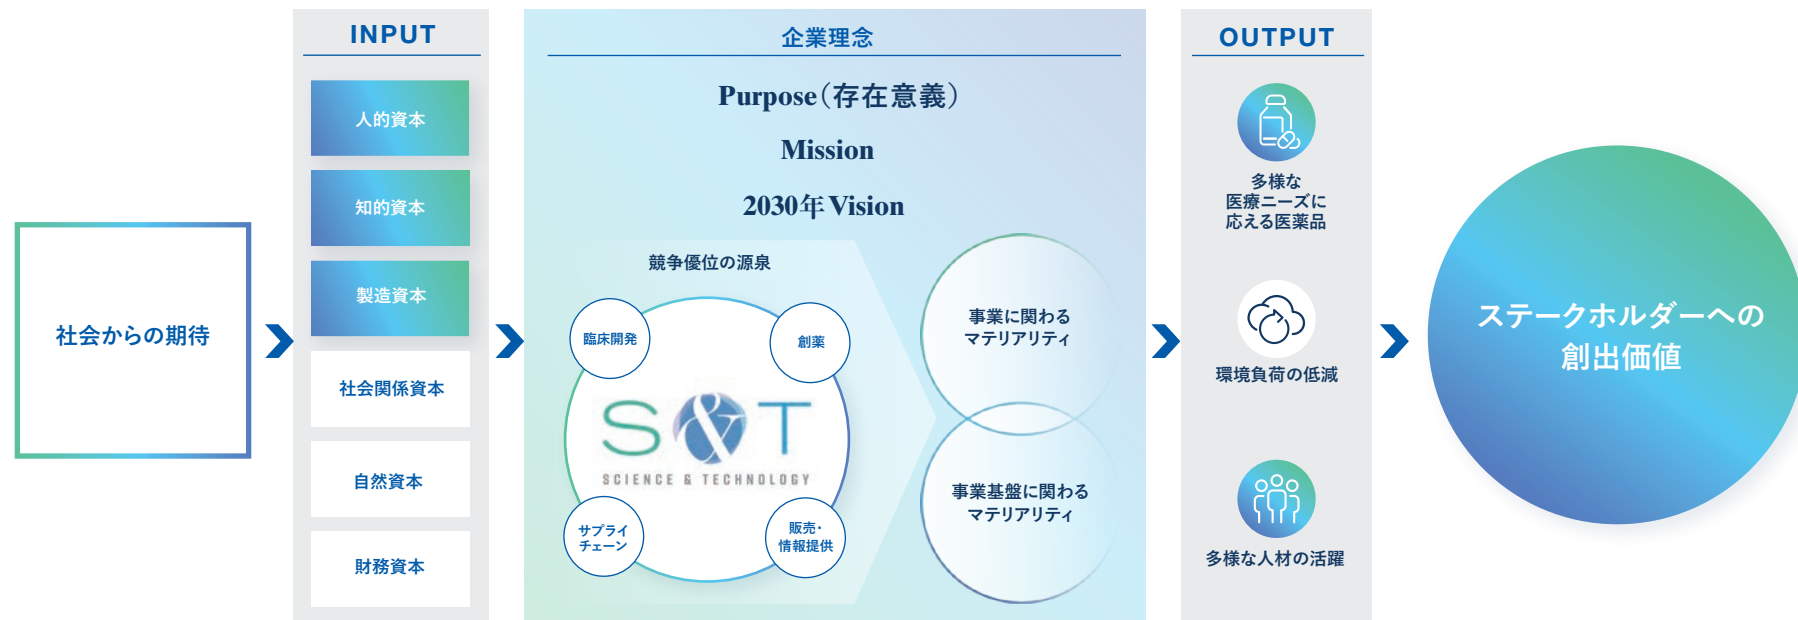 社会からの期待
INPUT
人的資本
知的資本
製造資本
社会関係資本
自然資本
財務資本
企業理念
Purpose（存在意義）
Mission
2030年 Vision
競争優位の源泉
臨床開発
創薬
S&T
SCIENCE & TECHNOLOGY
サプライ
チェーン
販売・
情報提供
事業に関わる
マテリアリティ
事業基盤に関わる
マテリアリティ
OUTPUT
多様な
医療ニーズに
応える医薬品
環境負荷の低減
多様な人材の活躍
ステークホルダーへの
創出価値